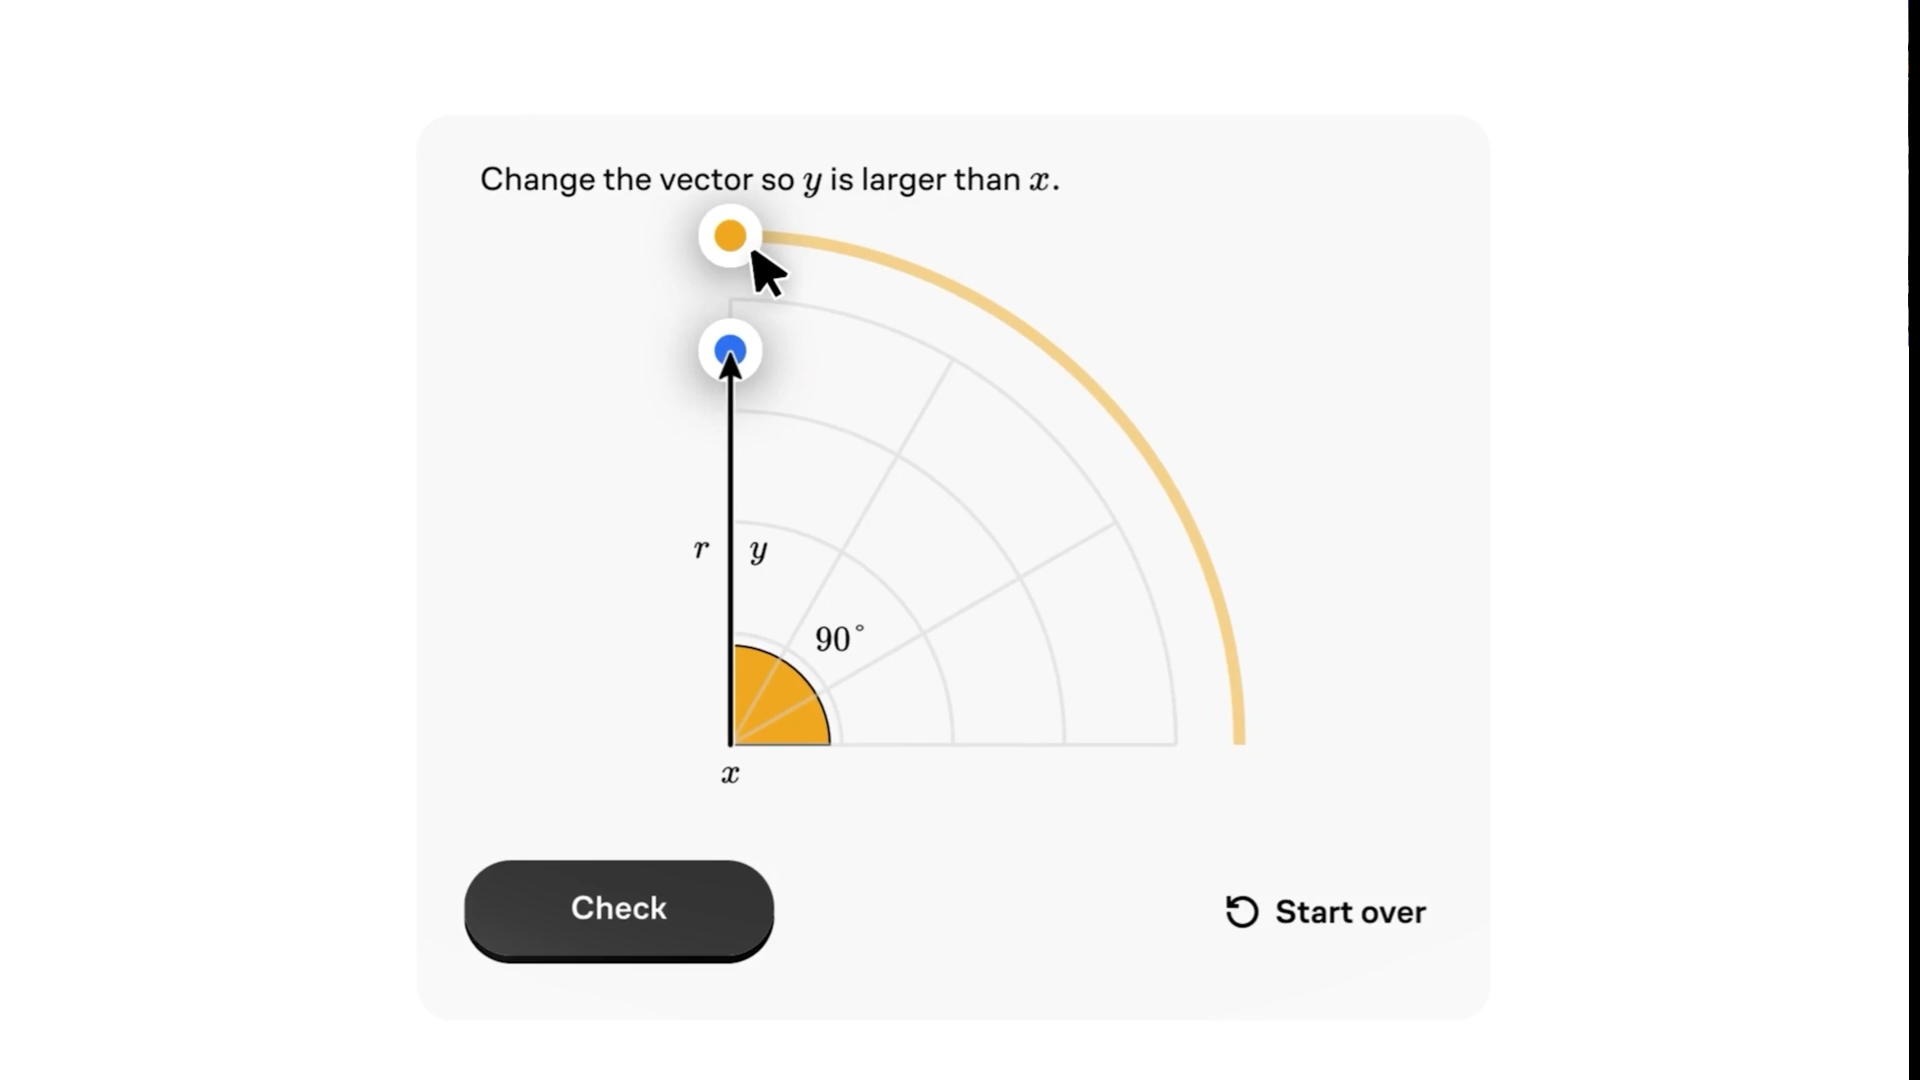 Change the vector so y is larger than x.
r y
90°
x
Check
Start over